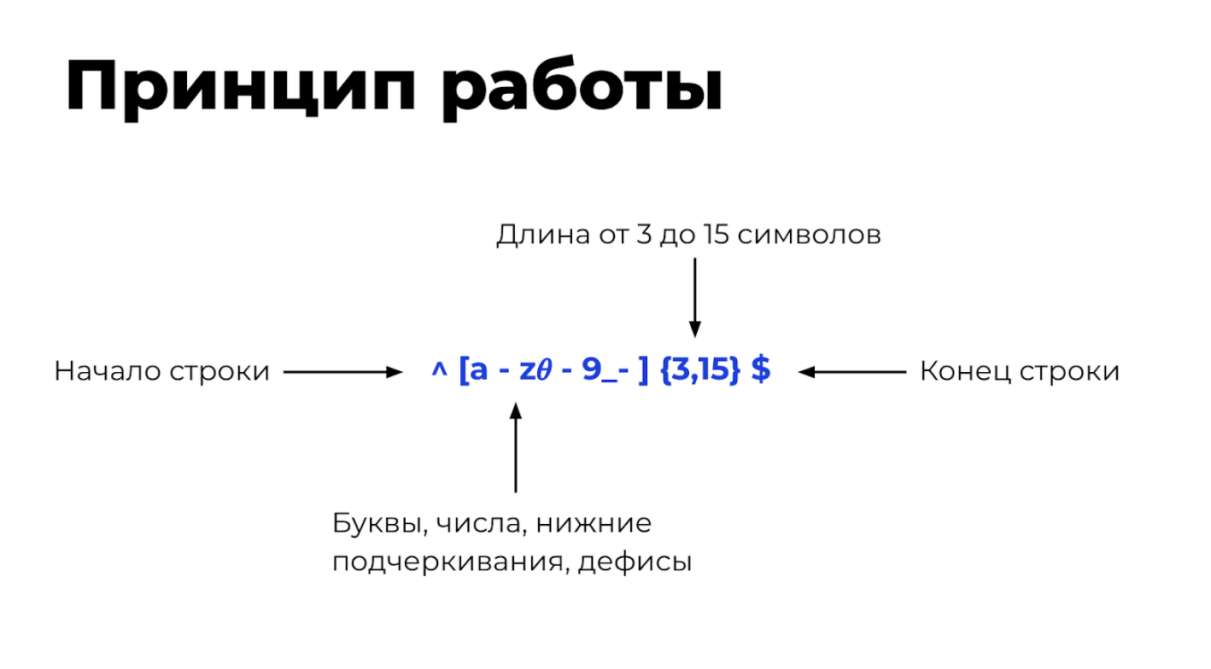 Принцип работы
Длина от 3 до 15 символов
Начало строки
^ [a - zθ - 9_- ] {3,15} $
Конец строки
Буквы, числа, нижние
подчеркивания, дефисы